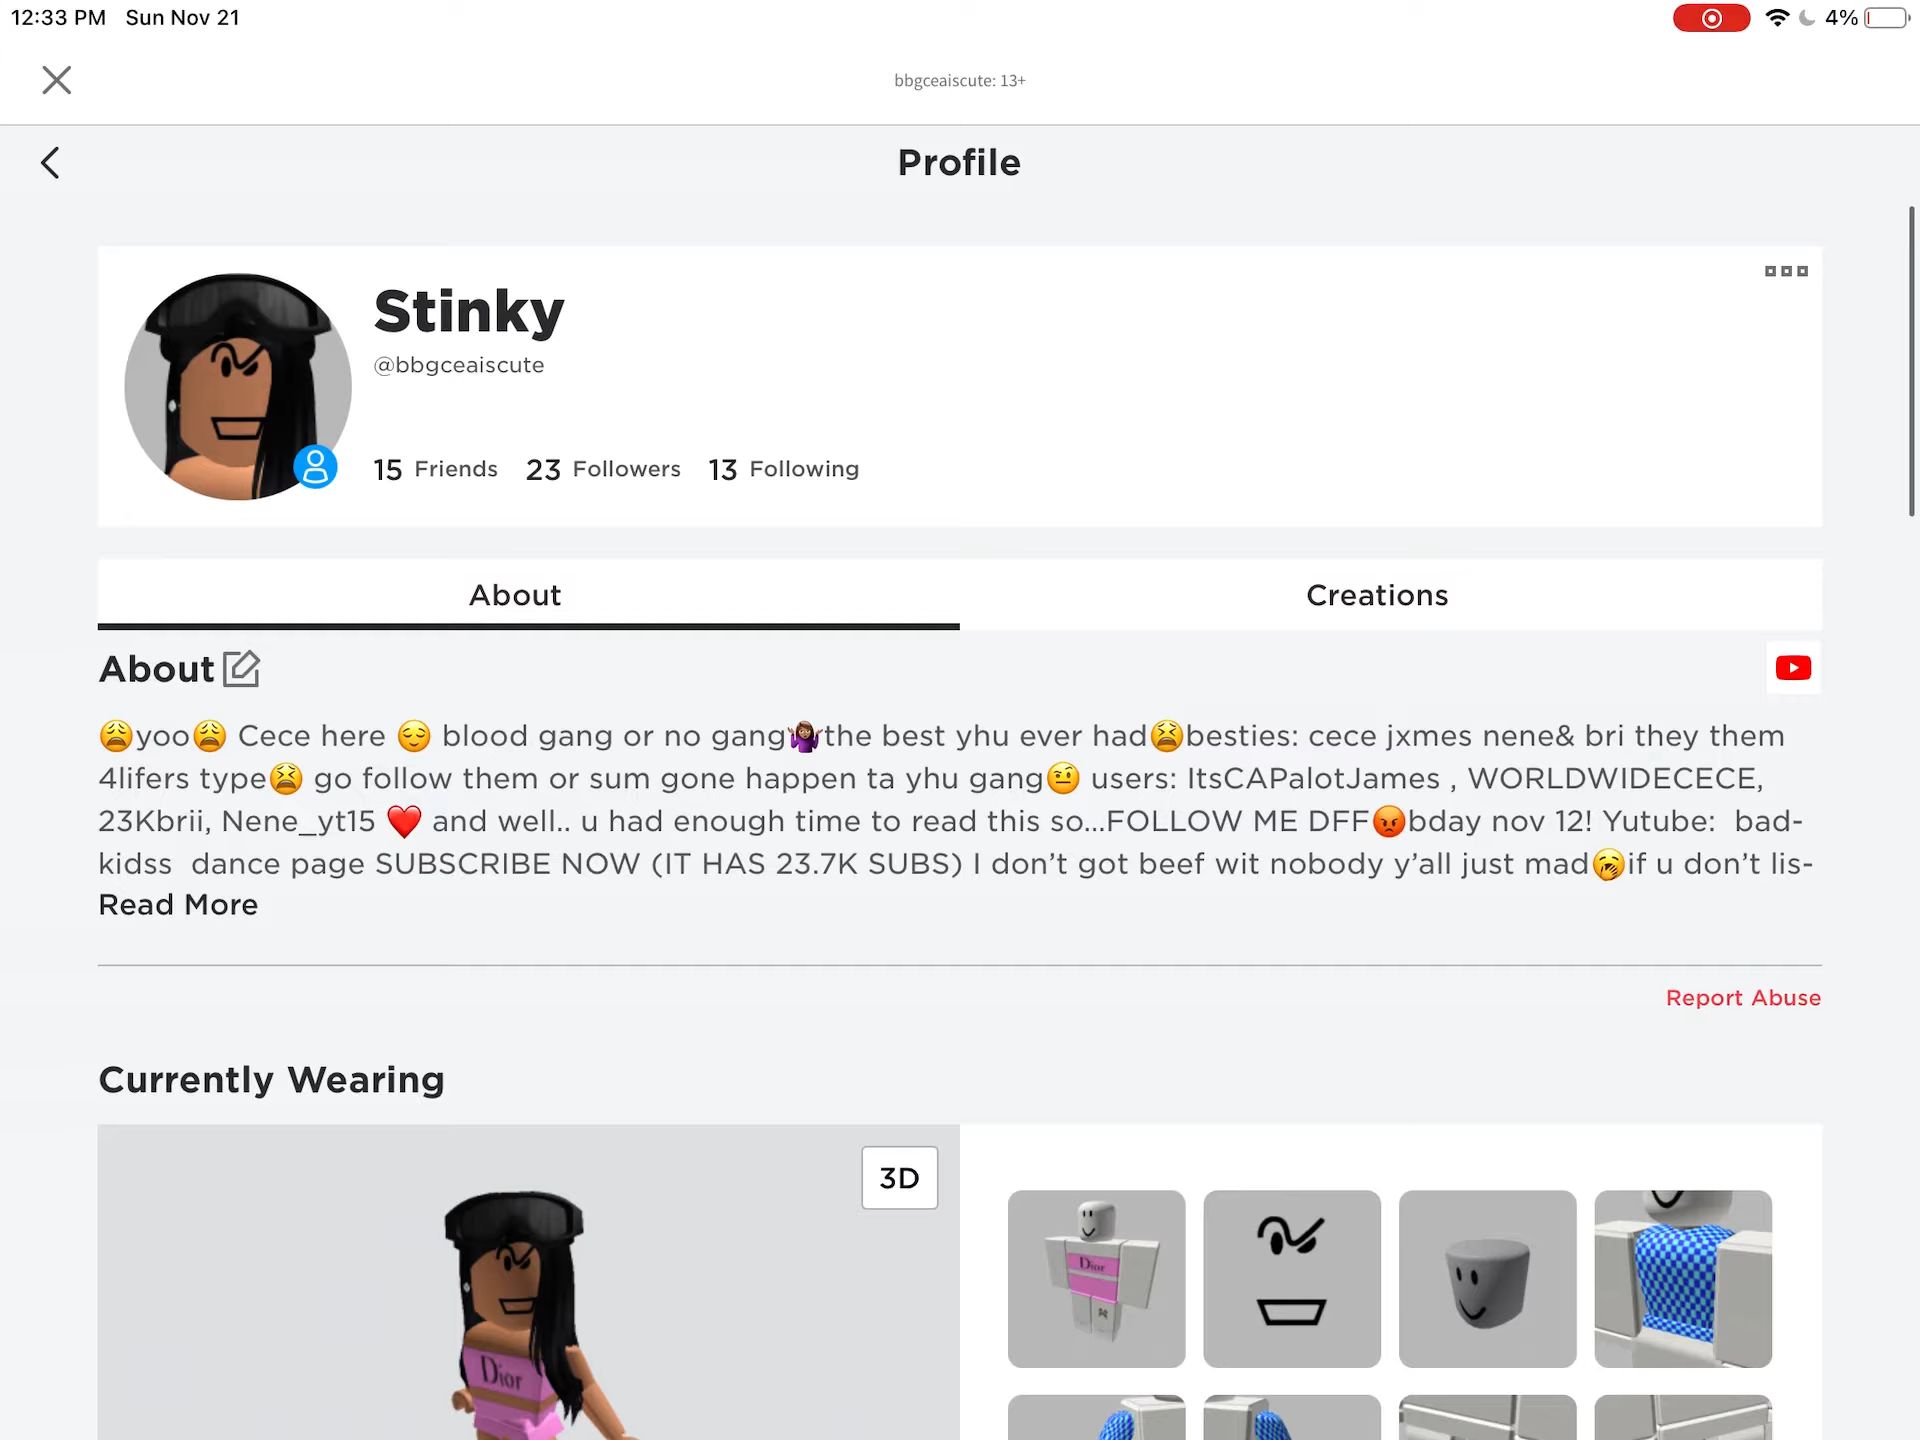 12:33 PM Sun Nov 21
4%
bbgceaiscute: 13+
Profile
Stinky
@bbgceaiscute
15 Friends 23 Followers 13 Following
About Creations
About
😩yoo😩 Cece here 😌 blood gang or no gang🤷🏾‍♀️the best yhu ever had😫besties: cece jxmes nene& bri they them
4lifers type😫 go follow them or sum gone happen ta yhu gang🤨 users: ItsCAPalotJames , WORLDWIDECECE,
23Kbrii, Nene_yt15 ❤️ and well.. u had enough time to read this so...FOLLOW ME DFF😡bday nov 12! Yutube: bad-
kidss dance page SUBSCRIBE NOW (IT HAS 23.7K SUBS) I don’t got beef wit nobody y’all just mad🥱if u don’t lis-
Read More
Report Abuse
Currently Wearing
3D
Dior
Dior